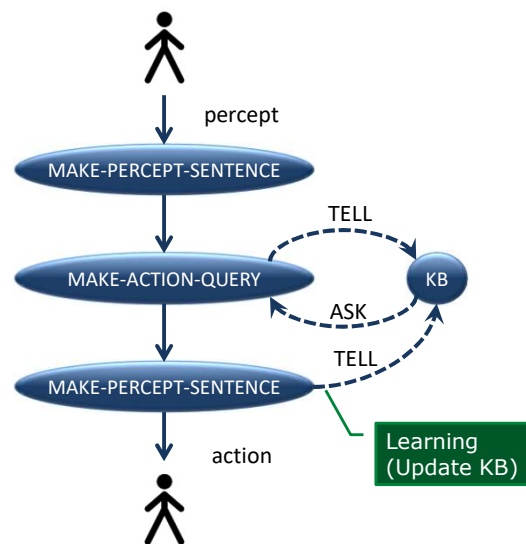 percept
MAKE-PERCEPT-SENTENCE
TELL
MAKE-ACTION-QUERY
KB
ASK
TELL
MAKE-PERCEPT-SENTENCE
Learning
(Update KB)
action